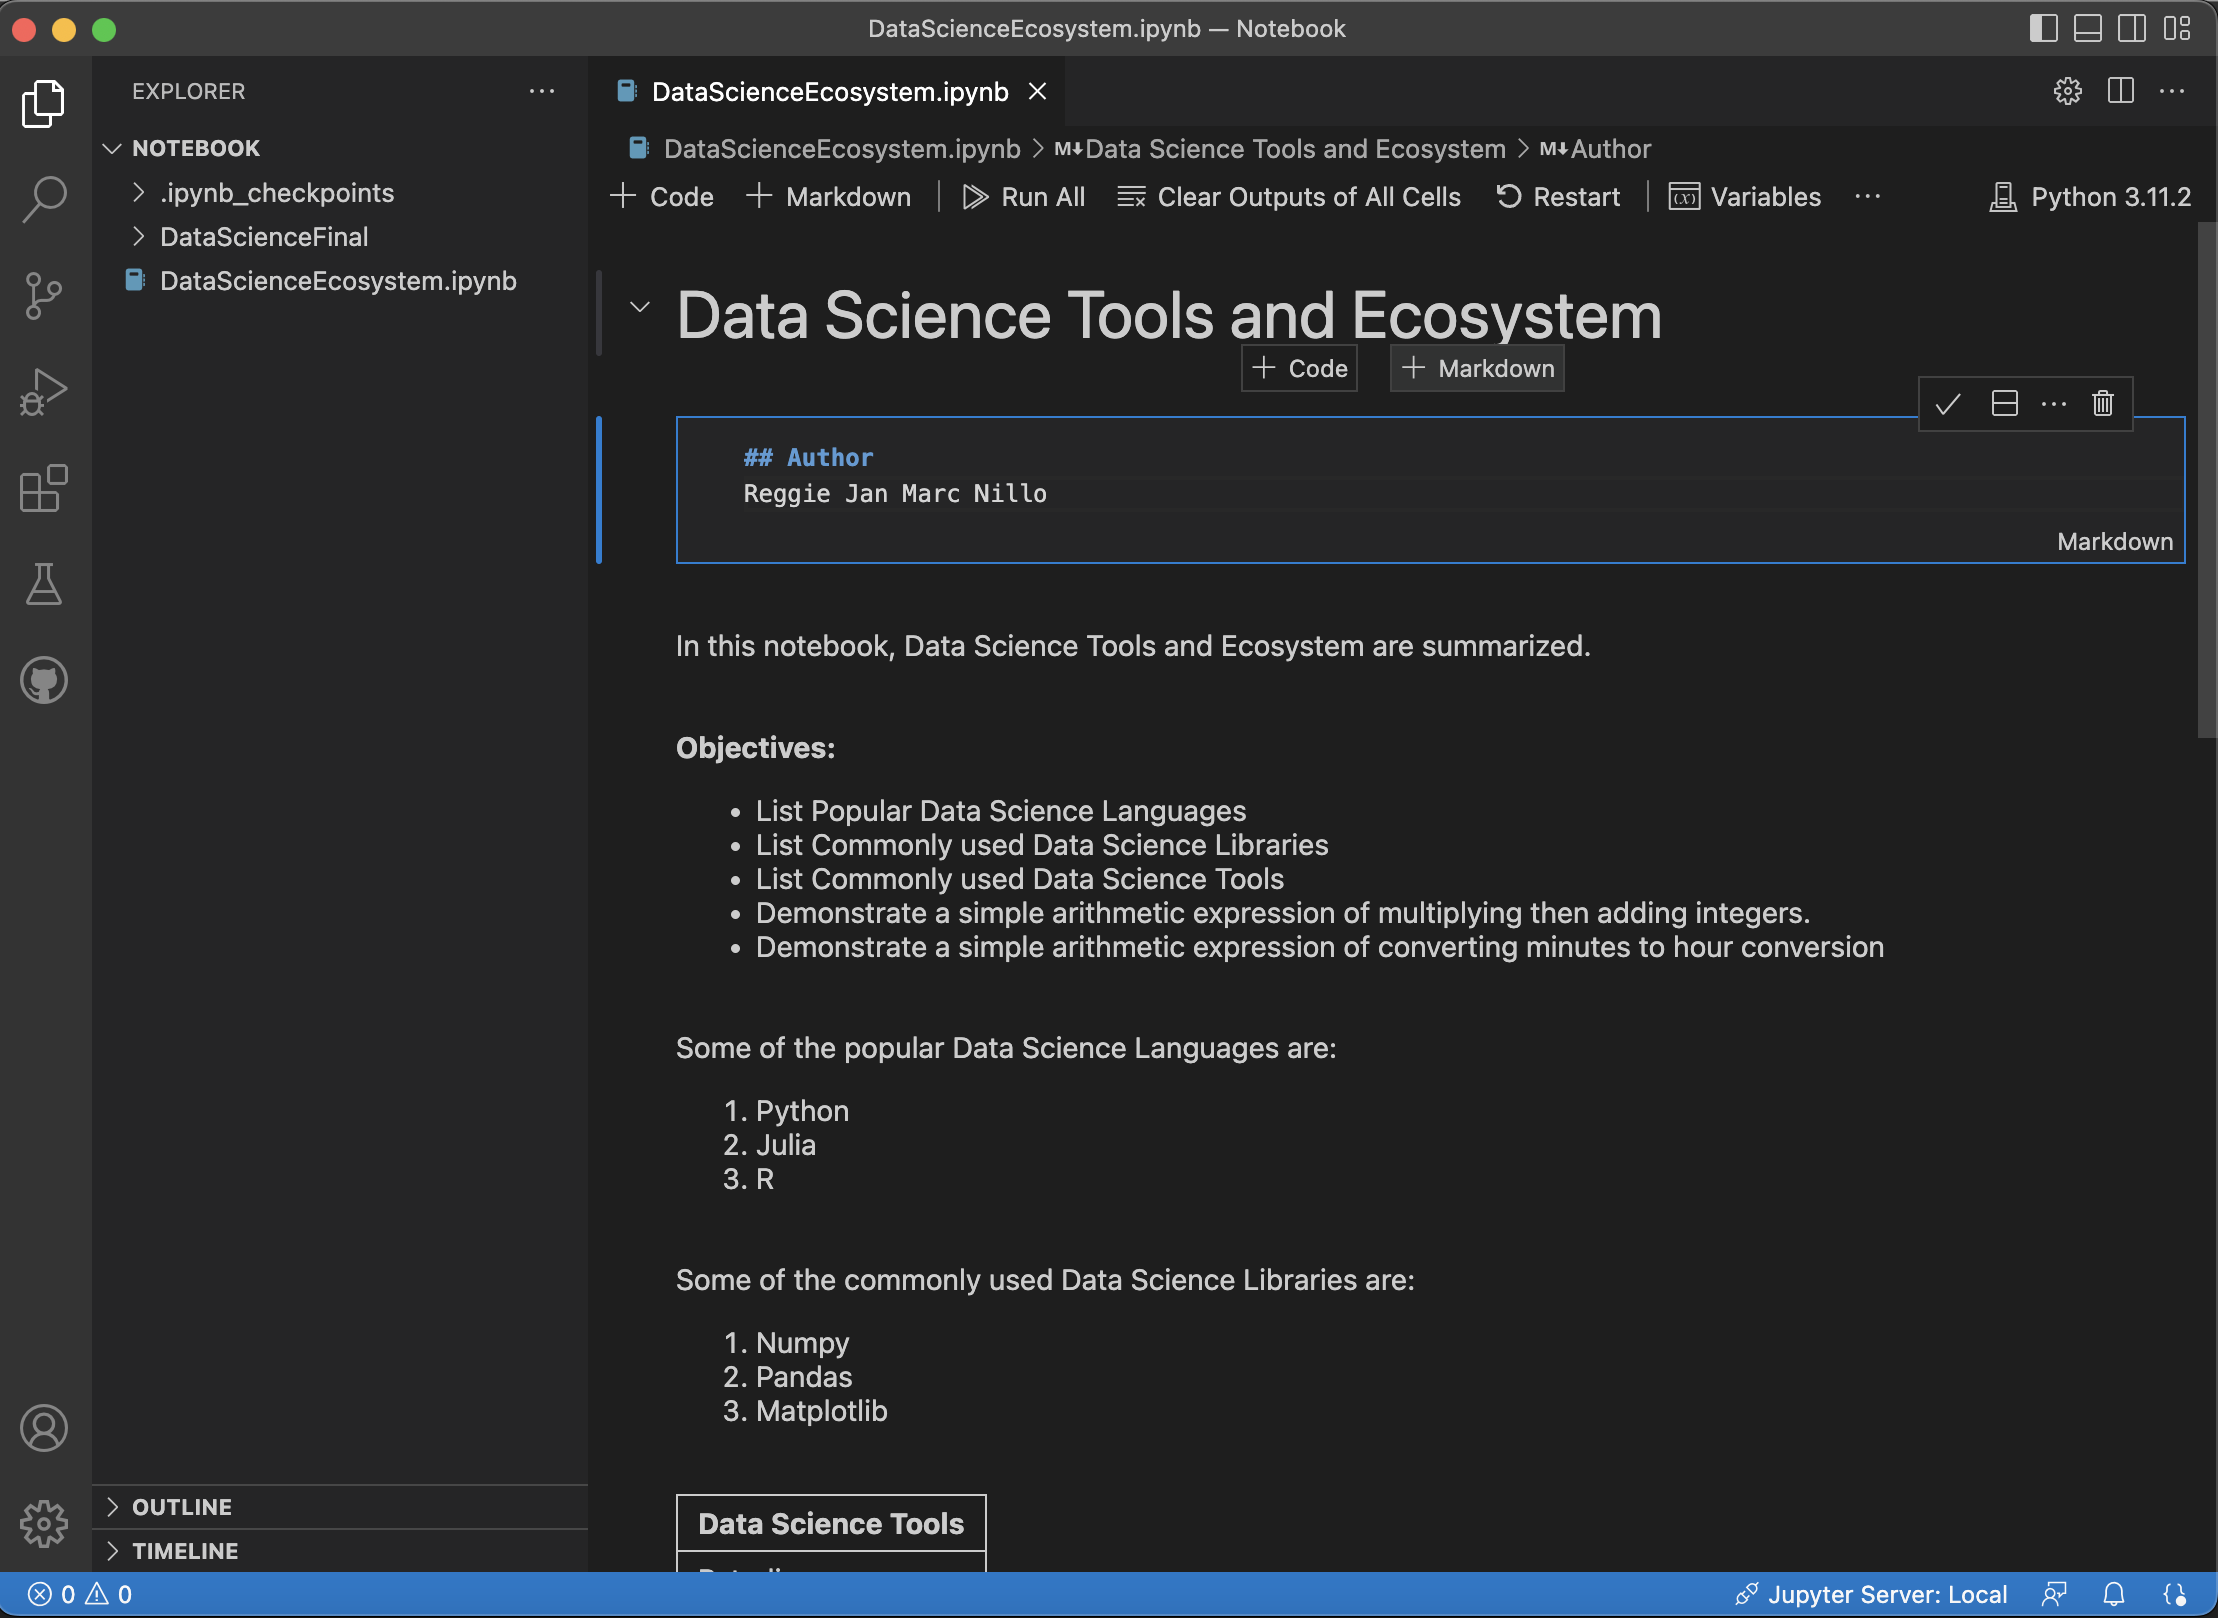 DataScienceEcosystem.ipynb — Notebook
EXPLORER
NOTEBOOK
.ipynb_checkpoints
DataScienceFinal
DataScienceEcosystem.ipynb
OUTLINE
TIMELINE
DataScienceEcosystem.ipynb
DataScienceEcosystem.ipynb > M↓ Data Science Tools and Ecosystem > M↓ Author
+ Code + Markdown | Run All Clear Outputs of All Cells Restart | (x) Variables ··· Python 3.11.2
Data Science Tools and Ecosystem
+ Code + Markdown
## Author
Reggie Jan Marc Nillo
Markdown
In this notebook, Data Science Tools and Ecosystem are summarized.
Objectives:
• List Popular Data Science Languages
• List Commonly used Data Science Libraries
• List Commonly used Data Science Tools
• Demonstrate a simple arithmetic expression of multiplying then adding integers.
• Demonstrate a simple arithmetic expression of converting minutes to hour conversion
Some of the popular Data Science Languages are:
1. Python
2. Julia
3. R
Some of the commonly used Data Science Libraries are:
1. Numpy
2. Pandas
3. Matplotlib
Data Science Tools
0 0
Jupyter Server: Local